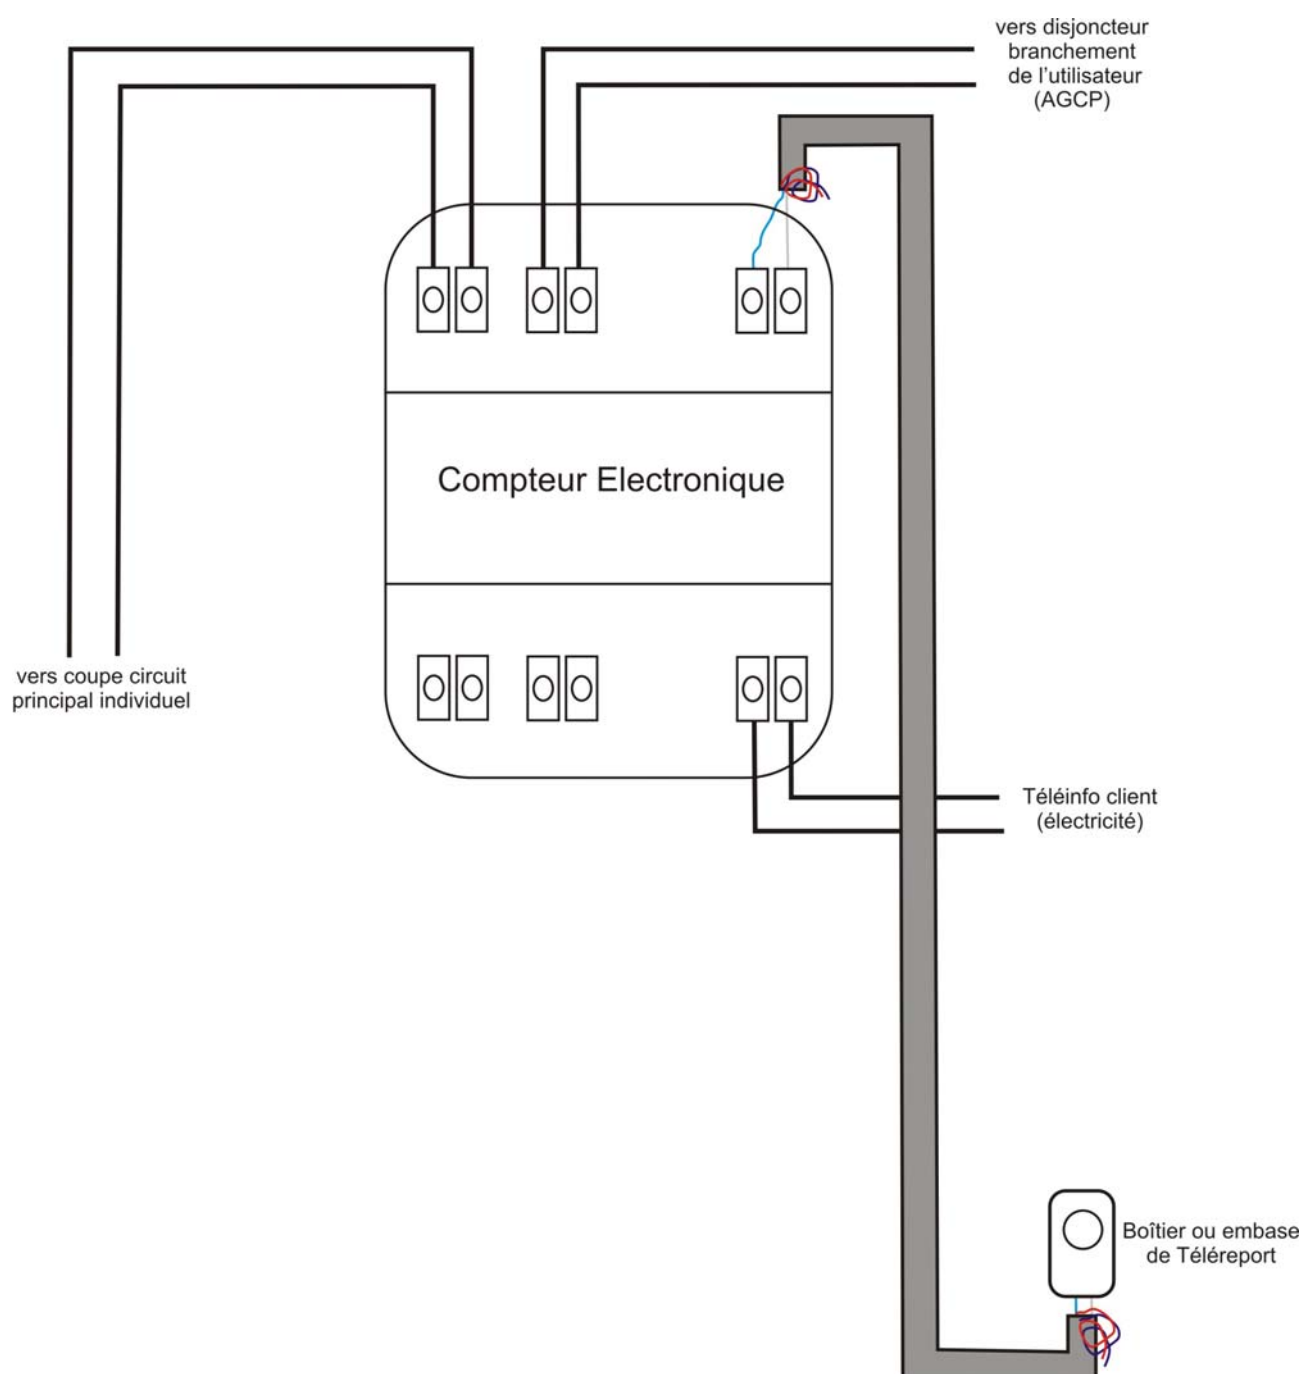 vers disjoncteur
branchement
de l'utilisateur
(AGCP)
Compteur Electronique
vers coupe circuit
principal individuel
Téléinfo client
(électricité)
Boîtier ou embase
de Téléreport